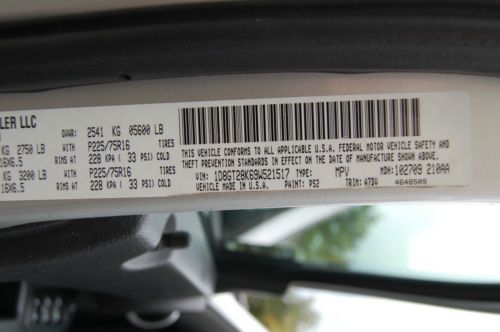 LER LLC GVWR: 2541 KG 05600 LB
KG 2750 LB WITH P225/75R16 TIRES
16X6.5 RIMS AT 228 KPA ( 33 PSI) COLD
KG 3200 LB WITH P225/75R16 TIRES
16X6.5 RIMS AT 228 KPA ( 33 PSI) COLD
THIS VEHICLE CONFORMS TO ALL APPLICABLE U.S.A. FEDERAL MOTOR VEHICLE SAFETY AND
THEFT PREVENTION STANDARDS IN EFFECT ON THE DATE OF MANUFACTURE SHOWN ABOVE.
VIN: 1D8GT28K69W521517 TYPE: MPV MDH: 102709 210AA
VEHICLE MADE IN U.S.A. PAINT: PS2 TRIM: A7DV 4648509